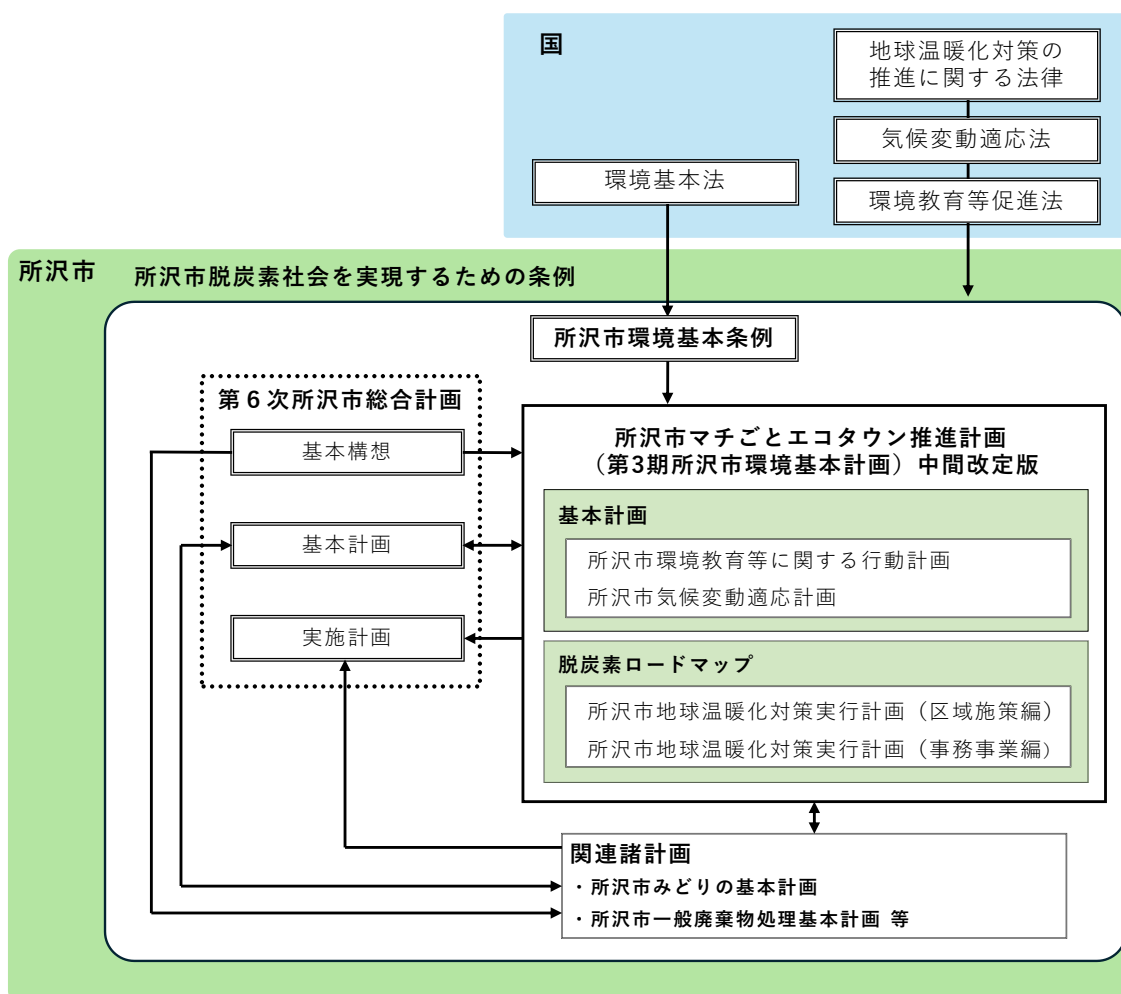 国
地球温暖化対策の
推進に関する法律
気候変動適応法
環境基本法
環境教育等促進法
所沢市
所沢市脱炭素社会を実現するための条例
所沢市環境基本条例
第６次所沢市総合計画
基本構想
基本計画
実施計画
所沢市マチごとエコタウン推進計画
（第3期所沢市環境基本計画）中間改定版
基本計画
所沢市環境教育等に関する行動計画
所沢市気候変動適応計画
脱炭素ロードマップ
所沢市地球温暖化対策実行計画（区域施策編）
所沢市地球温暖化対策実行計画（事務事業編）
関連諸計画
・所沢市みどりの基本計画
・所沢市一般廃棄物処理基本計画 等